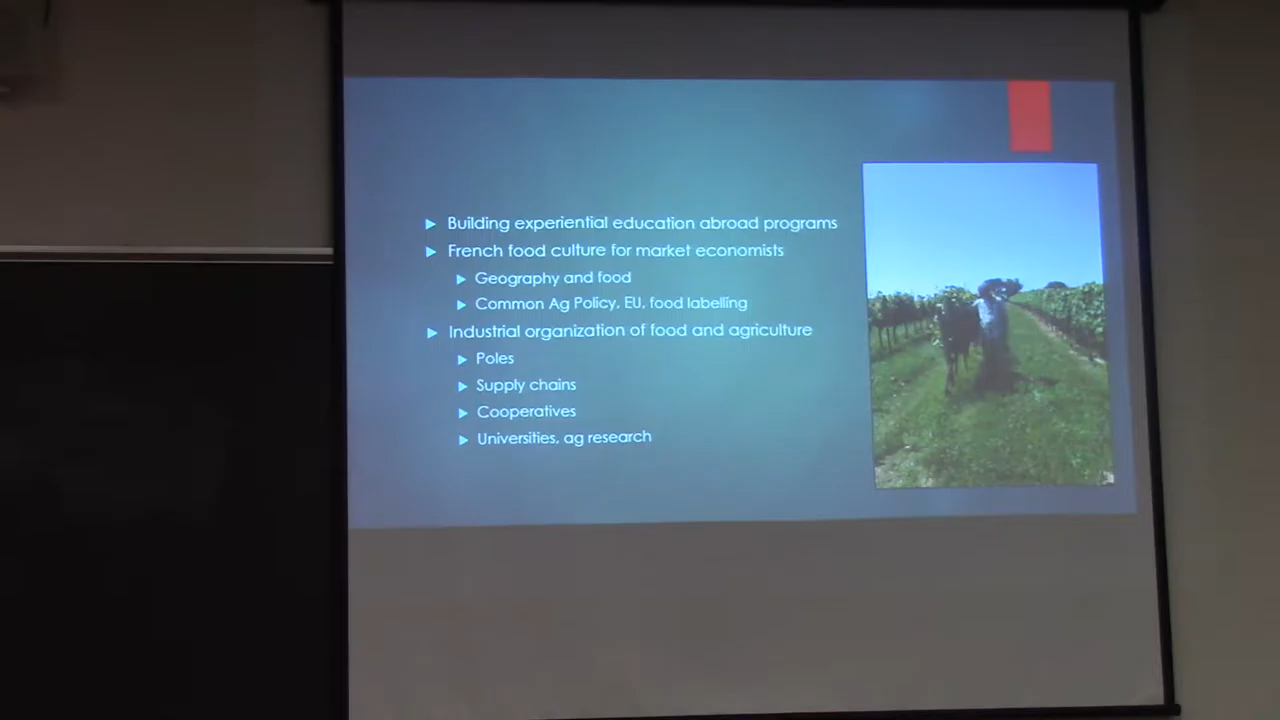 Building experiential education abroad programs
French food culture for market economists
Geography and food
Common Ag Policy, EU, food labelling
Industrial organization of food and agriculture
Poles
Supply chains
Cooperatives
Universities, ag research